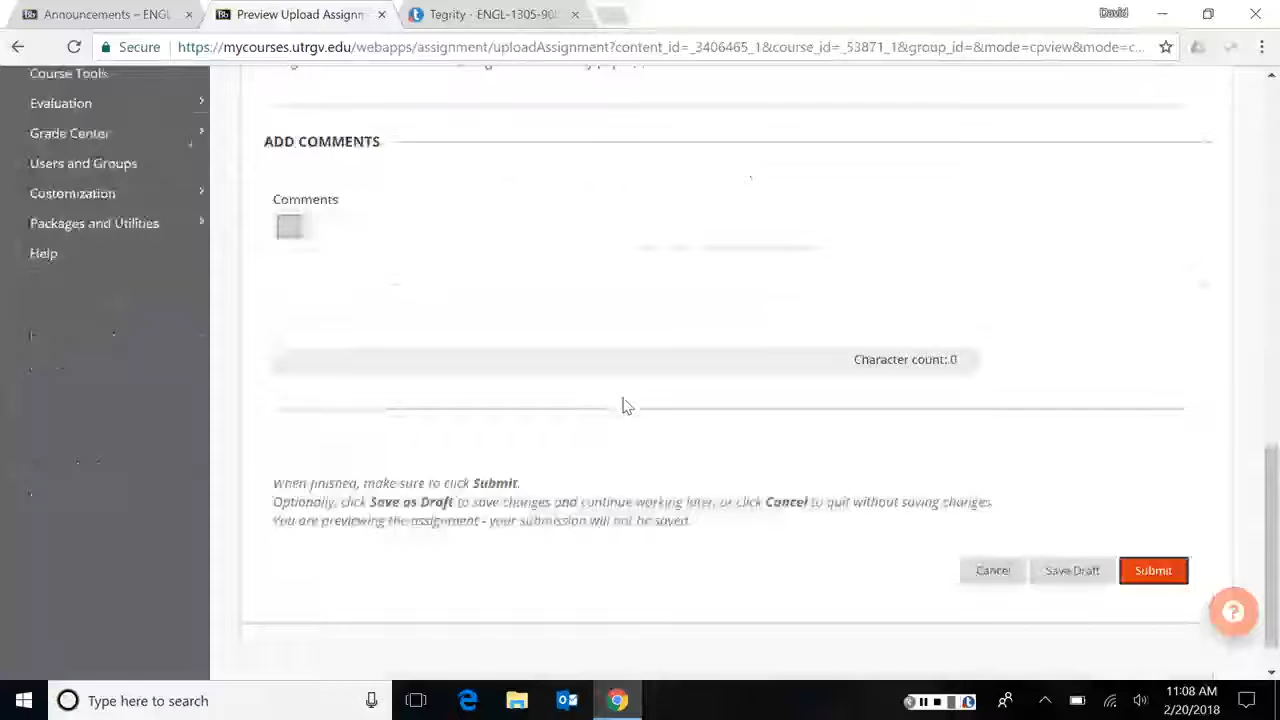 Announcements – ENGL
Preview Upload Assignm
Tegrity - ENGL-1305-90
David
Secure
https://mycourses.utrgv.edu/webapps/assignment/uploadAssignment?content_id=_3406465_1&course_id=_53871_1&group_id=&mode=cpview&mode=c...
Course Tools
Evaluation
Grade Center
Users and Groups
Customization
Packages and Utilities
Help
ADD COMMENTS
Comments
Character count: 0
When finished, make sure to click Submit.
Optionally, click Save as Draft to save changes and continue working later, or click Cancel to quit without saving changes.
You are previewing the assignment - your submission will not be saved.
Cancel
Save Draft
Submit
?
Type here to search
11:08 AM
2/20/2018